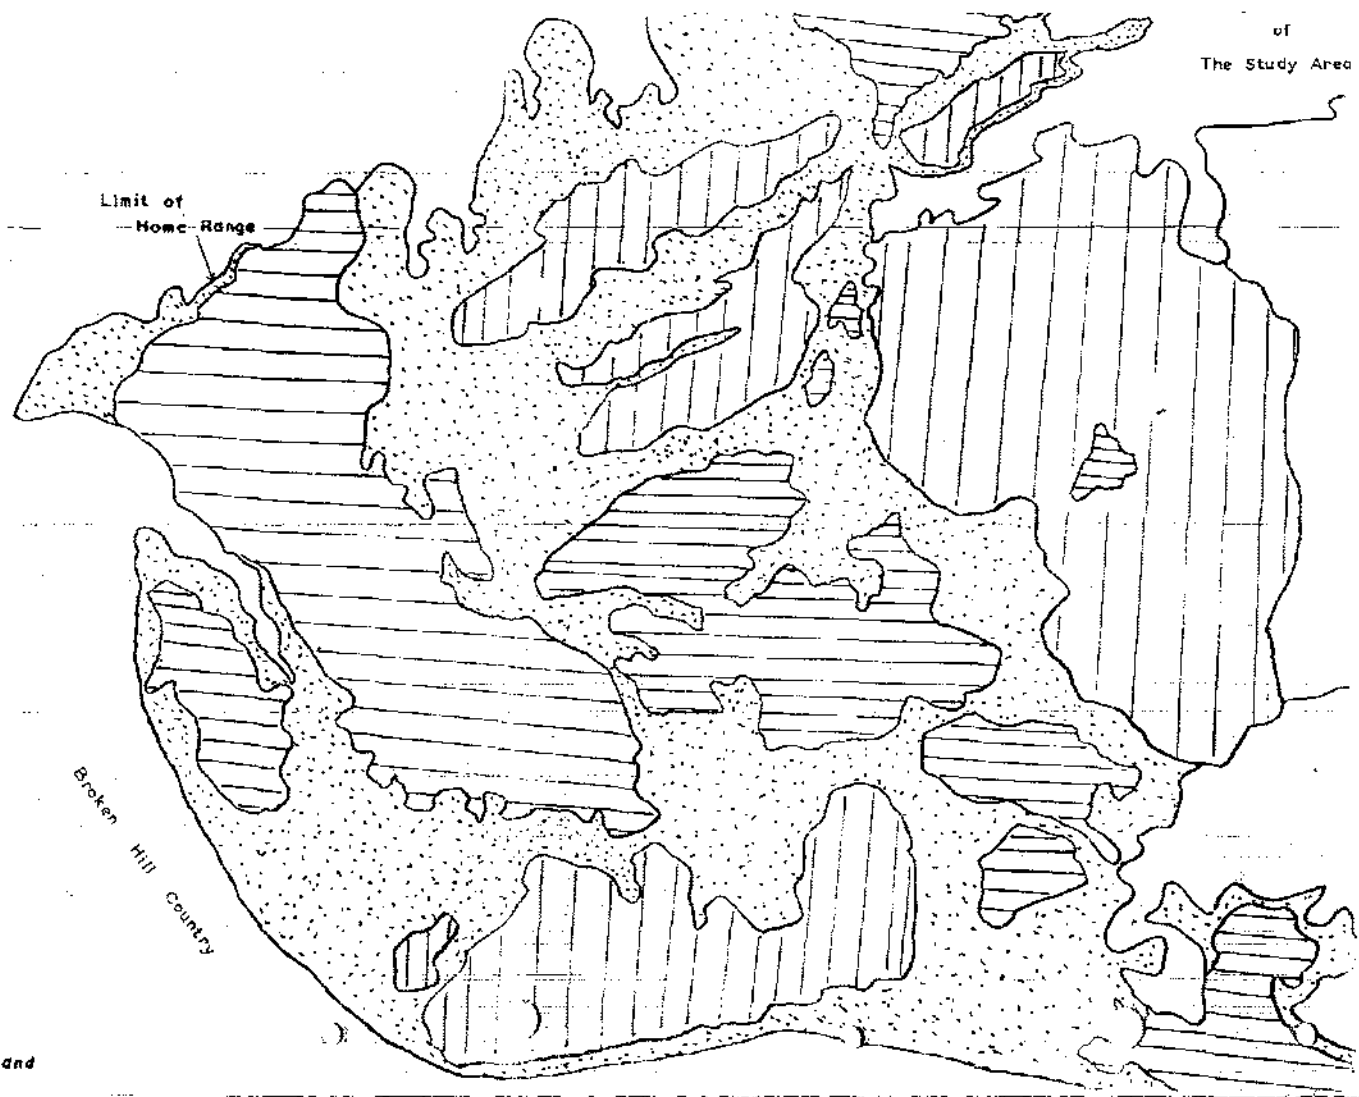 of
The Study Area
Limit of
Home Range
Broken Hill Country
and